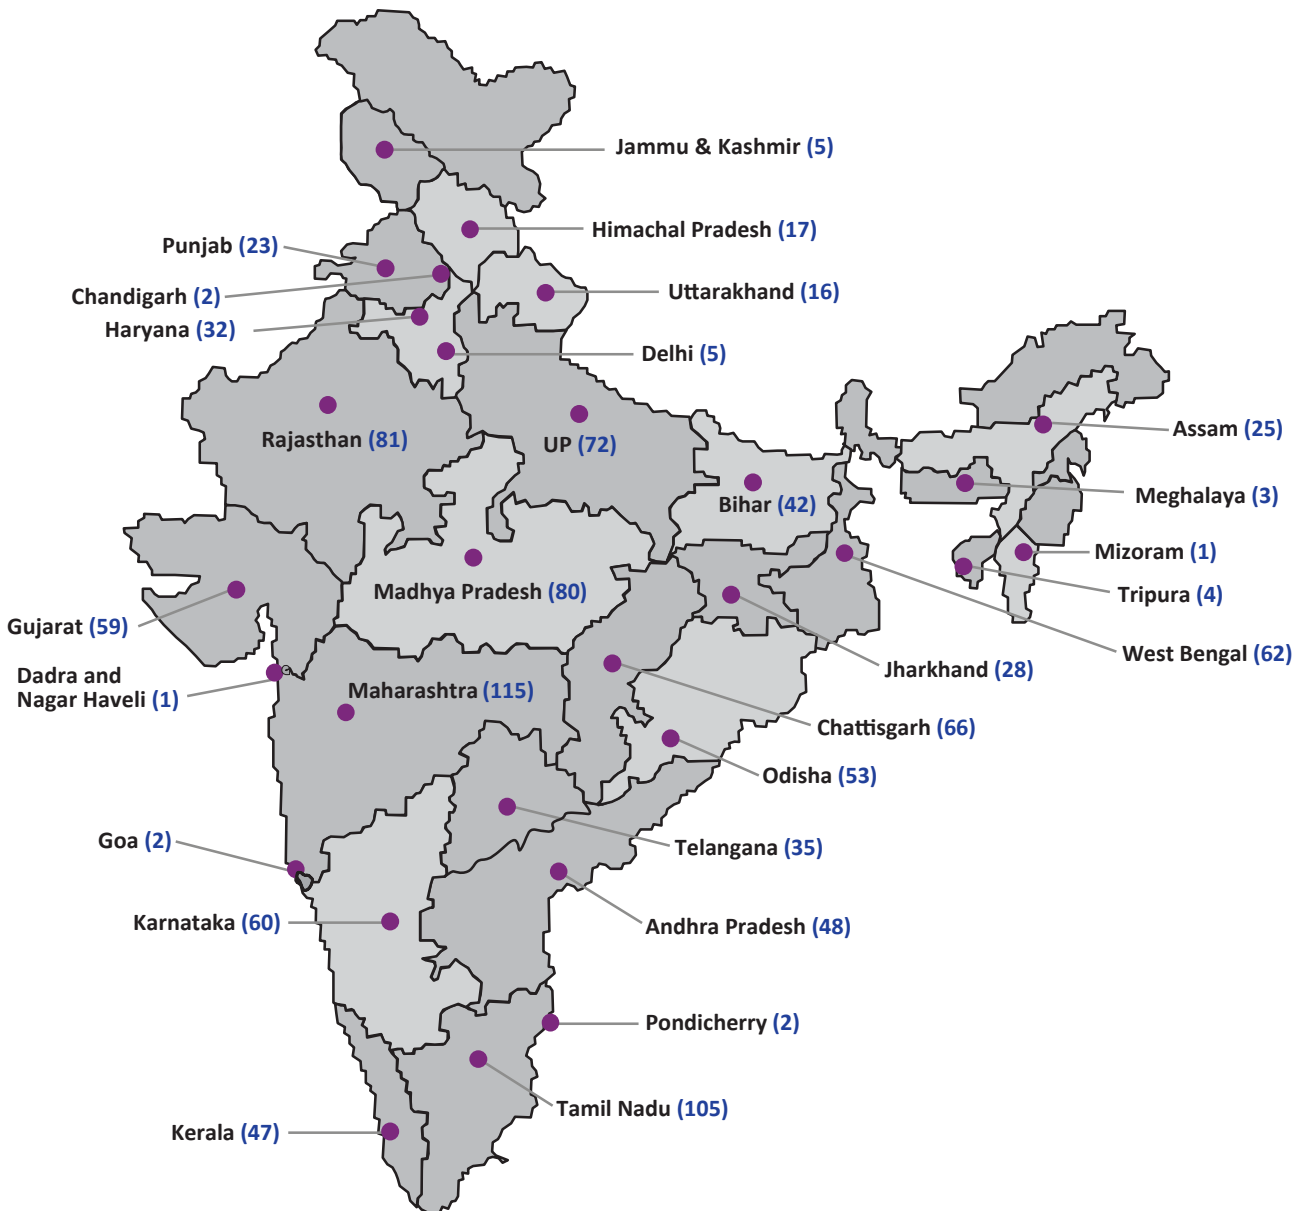 Jammu & Kashmir (5)
Himachal Pradesh (17)
Punjab (23)
Chandigarh (2)
Uttarakhand (16)
Haryana (32)
Delhi (5)
Rajasthan (81)
UP (72)
Assam (25)
Bihar (42)
Meghalaya (3)
Mizoram (1)
Madhya Pradesh (80)
Tripura (4)
Gujarat (59)
West Bengal (62)
Jharkhand (28)
Dadra and
Nagar Haveli (1)
Maharashtra (115)
Chattisgarh (66)
Odisha (53)
Goa (2)
Telangana (35)
Karnataka (60)
Andhra Pradesh (48)
Pondicherry (2)
Tamil Nadu (105)
Kerala (47)